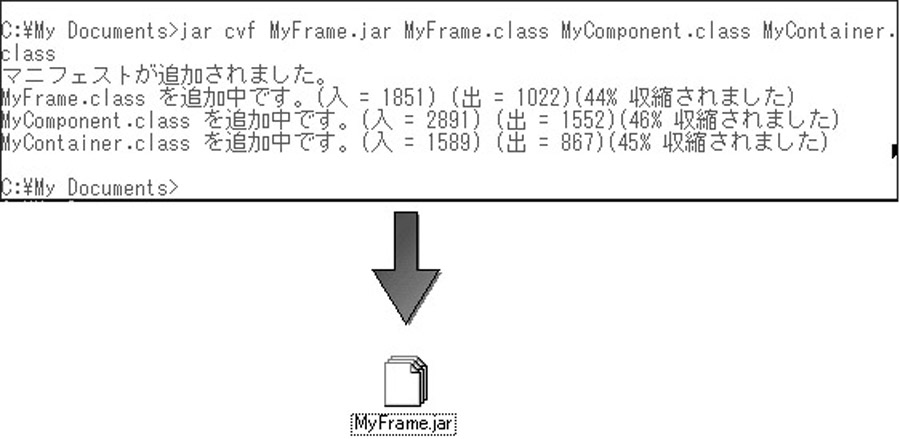 C:¥My Documents>jar cvf MyFrame.jar MyFrame.class MyComponent.class MyContainer.
class
マニフェストが追加されました。
MyFrame.class を追加中です。(入 = 1851) (出 = 1022)(44% 収縮されました)
MyComponent.class を追加中です。(入 = 2891) (出 = 1552)(46% 収縮されました)
MyContainer.class を追加中です。(入 = 1589) (出 = 867)(45% 収縮されました)
C:¥My Documents>
MyFrame.jar